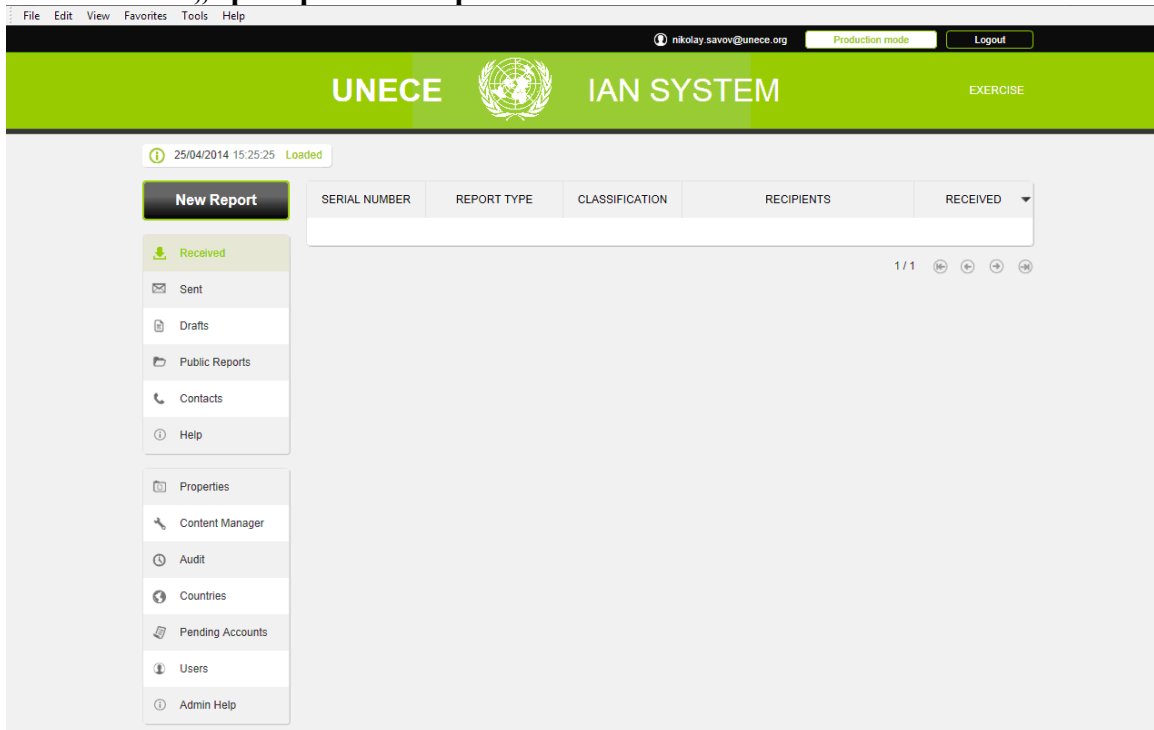 File Edit View Favorites Tools Help
nikolay.savov@unece.org Production mode Logout
UNECE IAN SYSTEM EXERCISE
25/04/2014 15:25:25 Loaded
New Report SERIAL NUMBER REPORT TYPE CLASSIFICATION RECIPIENTS RECEIVED
Received
1 / 1
Sent
Drafts
Public Reports
Contacts
Help
Properties
Content Manager
Audit
Countries
Pending Accounts
Users
Admin Help